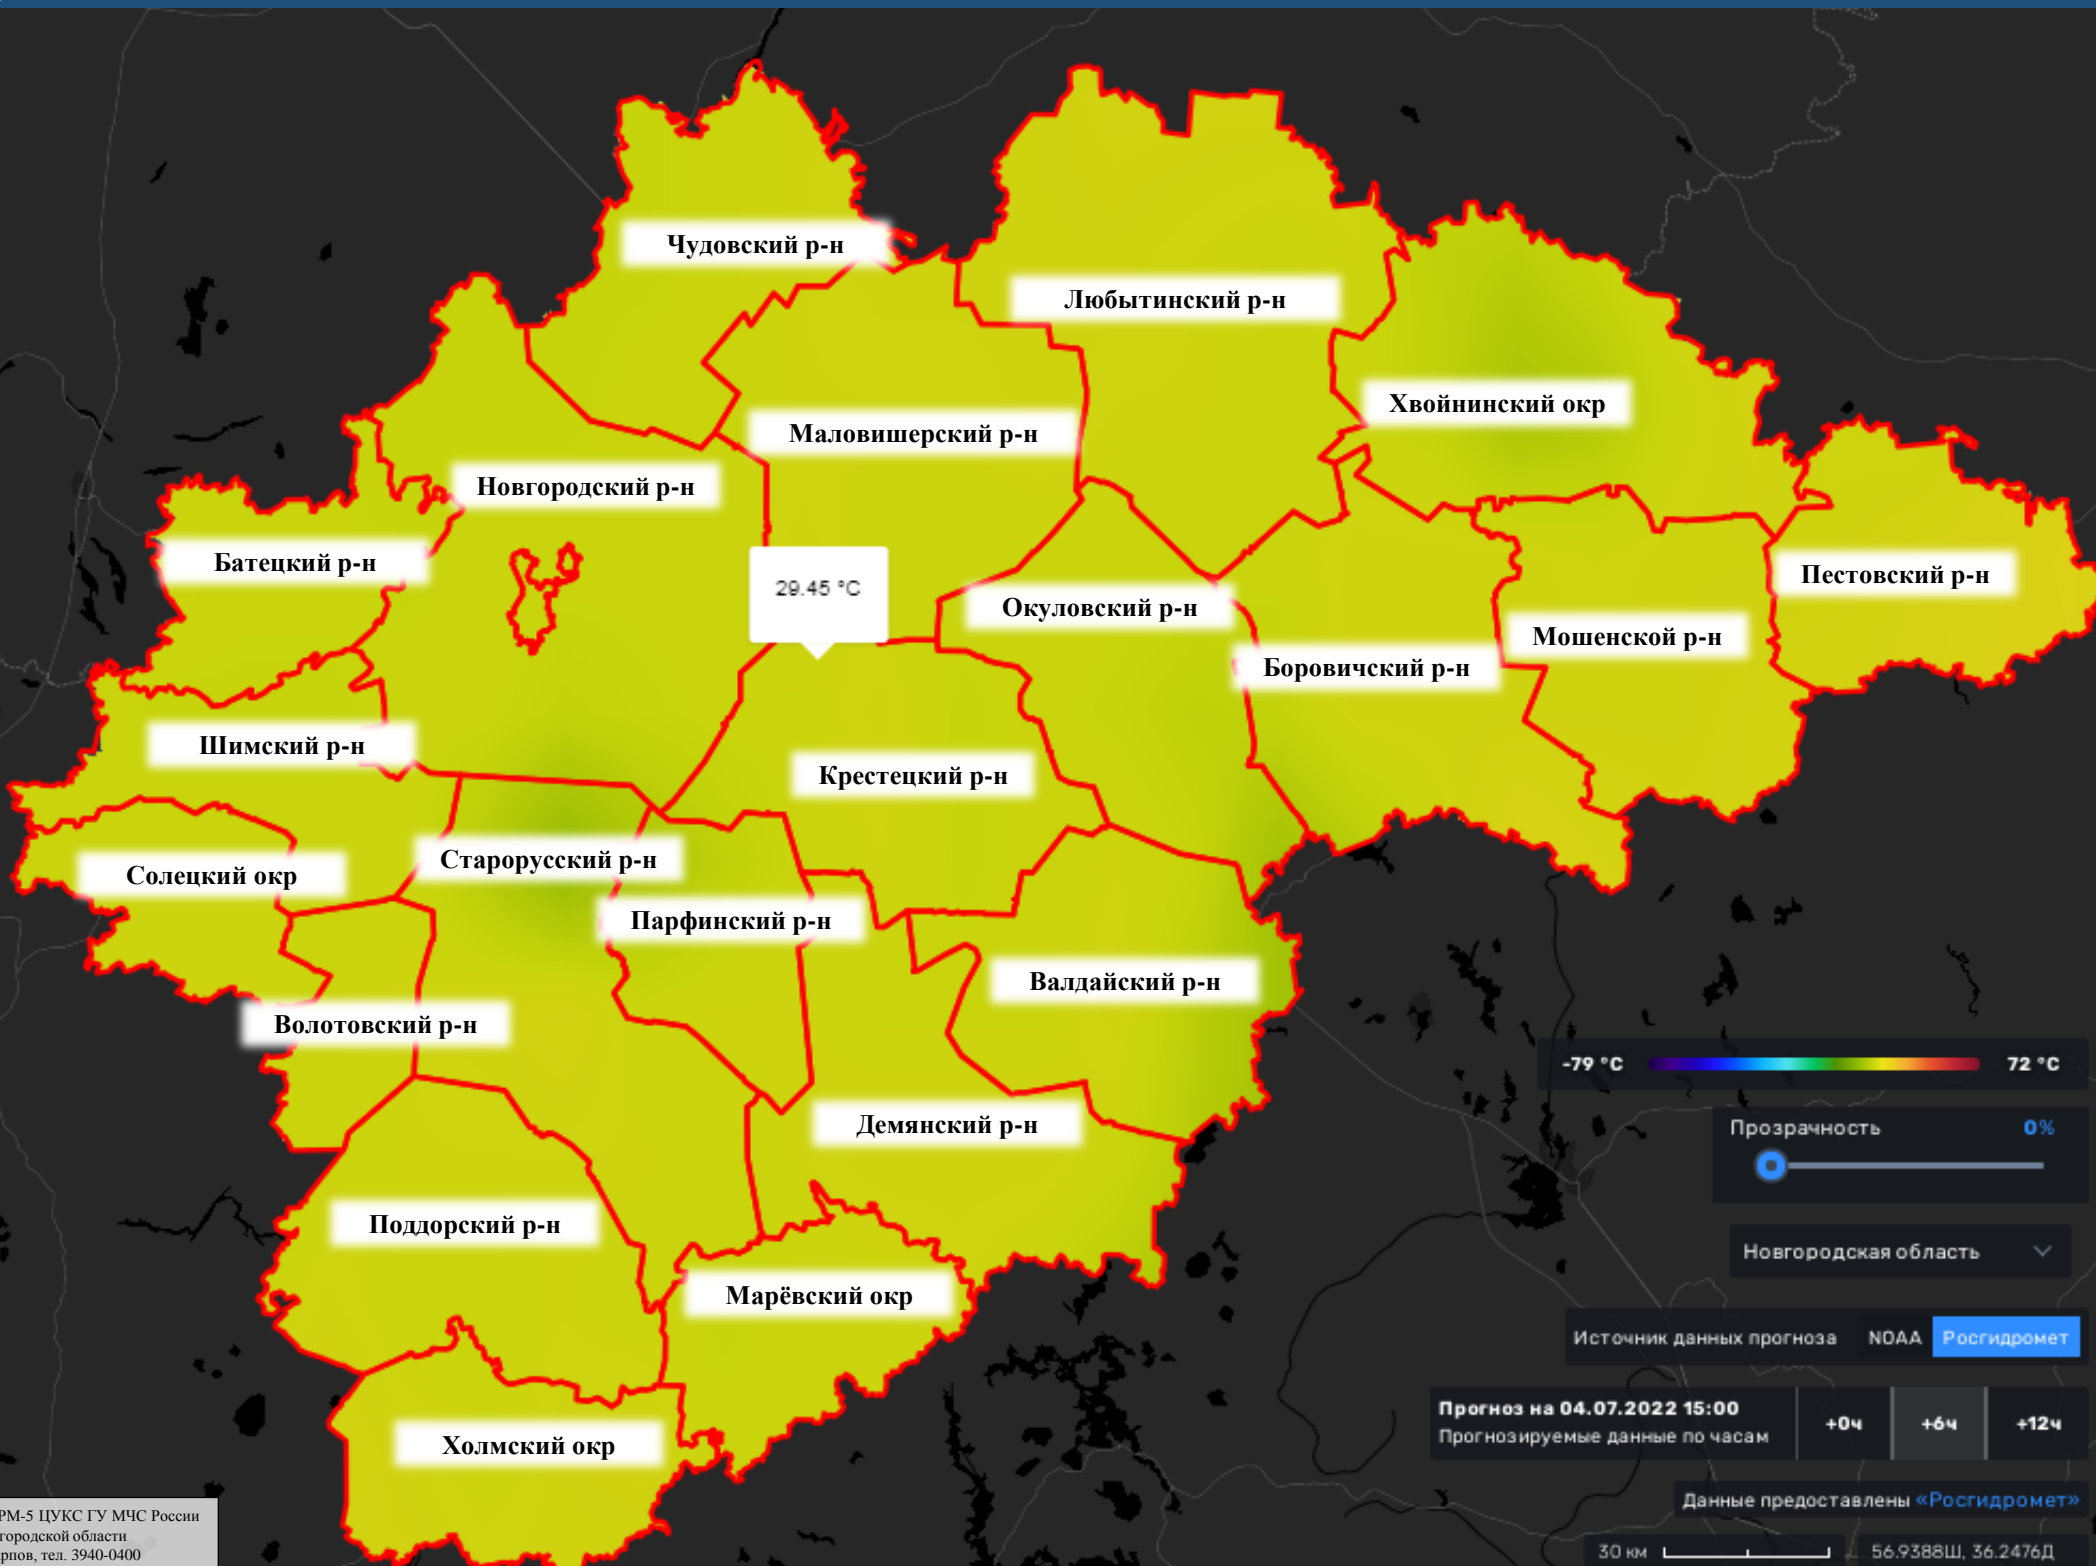 Чудовский р-н
Любытинский р-н
Хвойнинский окр
Маловишерский р-н
Новгородский р-н
Батецкий р-н
29.45 °C
Окуловский р-н
Пестовский р-н
Мошенской р-н
Боровичский р-н
Шимский р-н
Крестецкий р-н
Старорусский р-н
Солецкий окр
Парфинский р-н
Валдайский р-н
Волотовский р-н
-79 °C 72 °C
Демянский р-н
Прозрачность 0%
Поддорский р-н
Новгородская область
Марёвский окр
Источник данных прогноза NOAA Росгидромет
Прогноз на 04.07.2022 15:00
Прогнозируемые данные по часам
+0ч +6ч +12ч
Холмский окр
Данные предоставлены «Росгидромет»
РМ-5 ЦУКС ГУ МЧС России
городской области
рпов, тел. 3940-0400
30 км 56.9388Ш, 36.2476Д